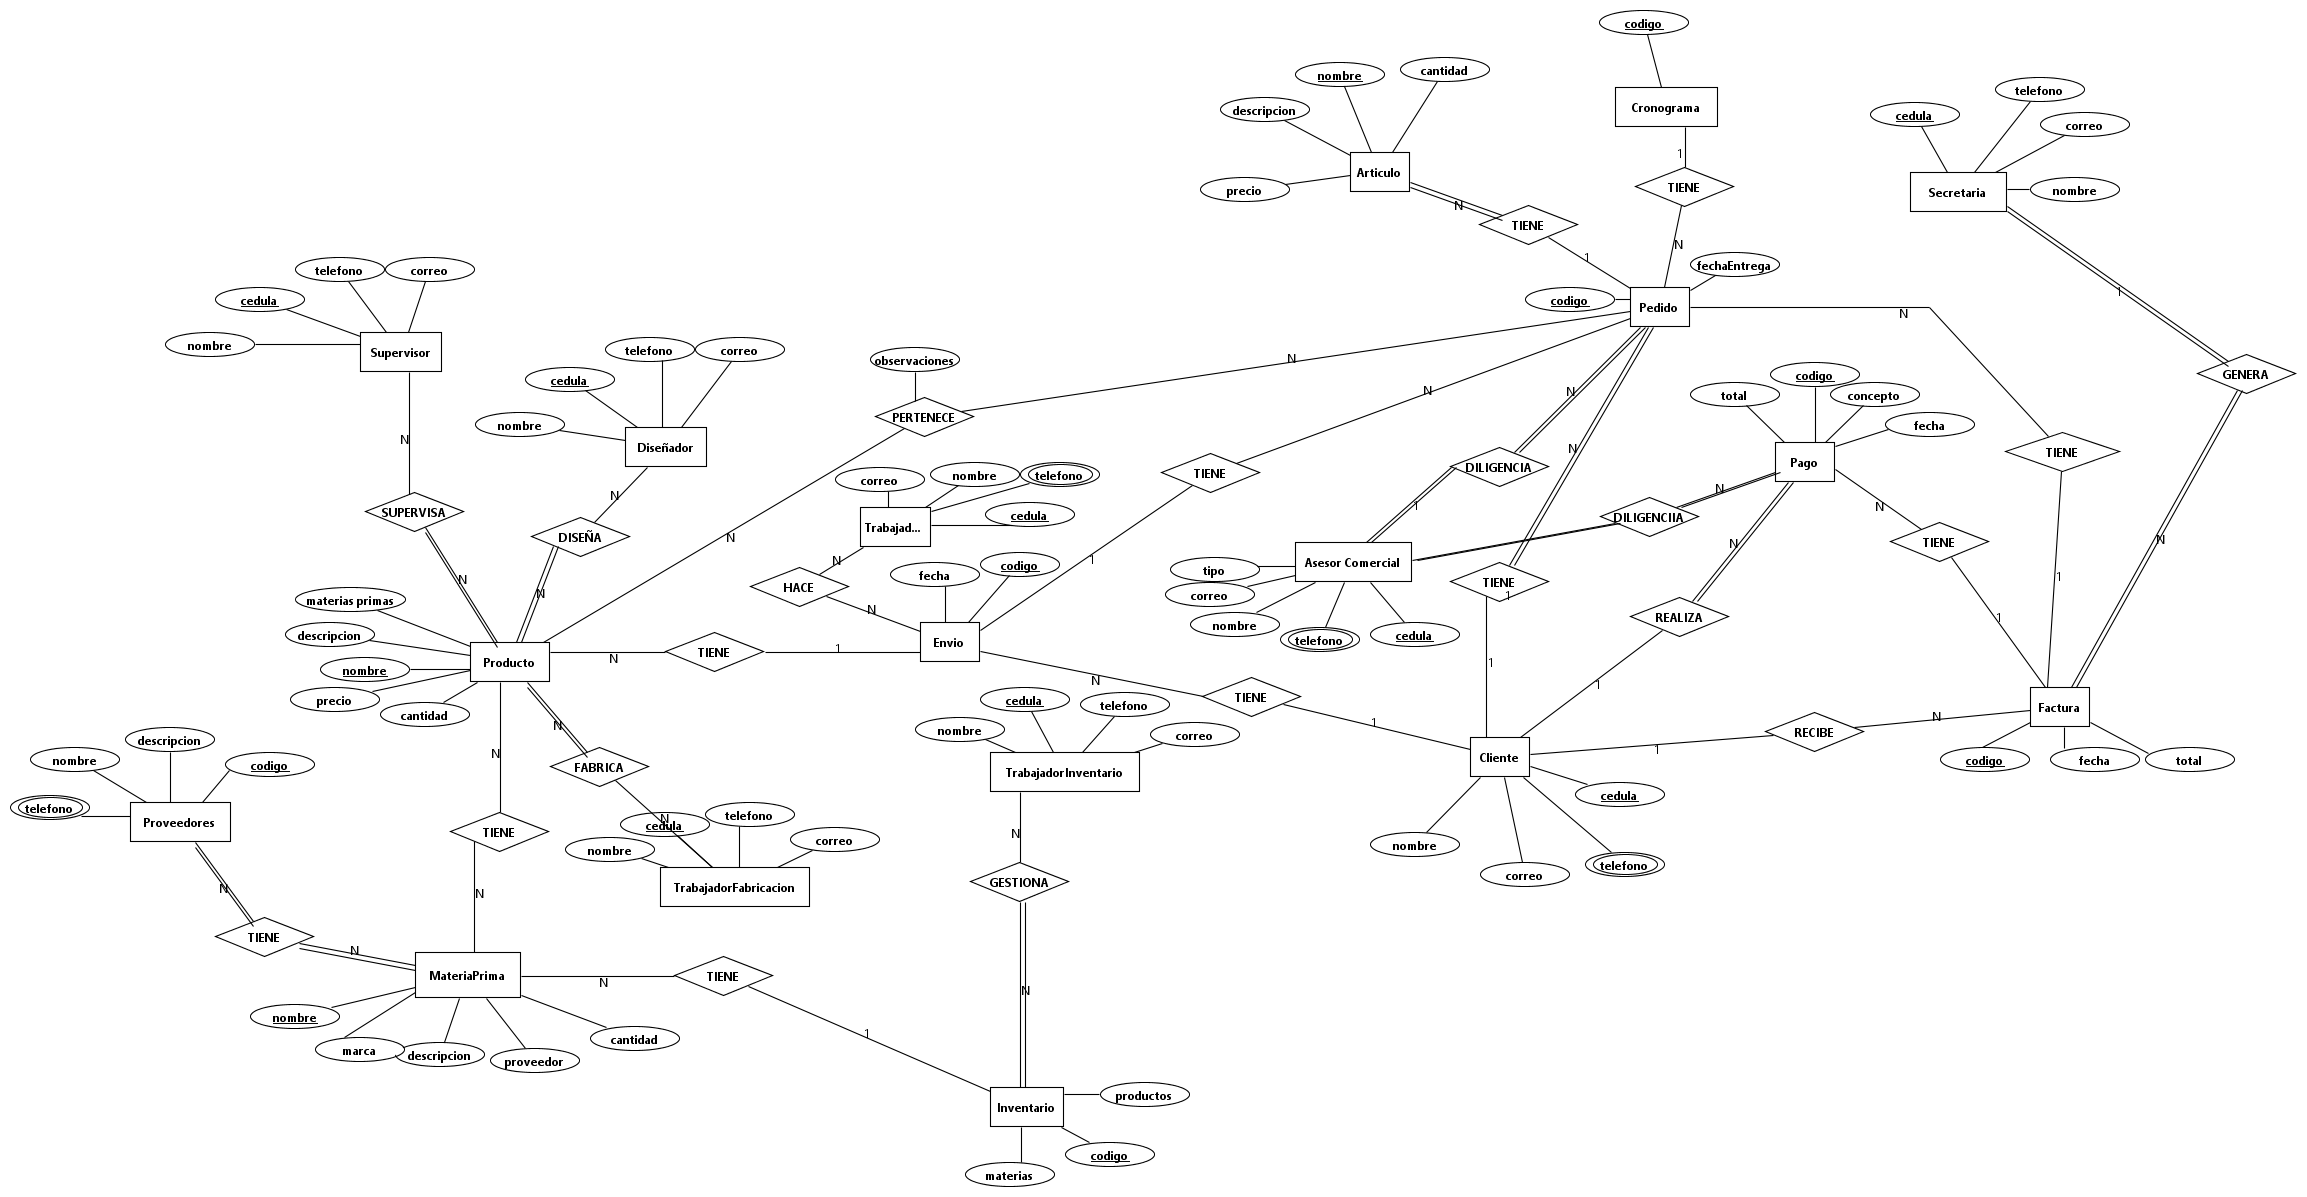 codigo
nombre
cantidad
telefono
descripcion
Cronograma
cedula
correo
1
Articulo
TIENE
precio
Secretaria
nombre
N
TIENE
1
N
1
fechaEntrega
telefono
correo
cedula
codigo
Pedido
N
nombre
Supervisor
telefono
correo
observaciones
N
GENERA
cedula
N
N
codigo
total
concepto
nombre
PERTENECE
fecha
N
Diseñador
N
TIENE
Pago
correo
nombre
telefono
TIENE
DILIGENCIA
N
N
1
N
SUPERVISA
cedula
DILIGENCIIA
Trabajad...
DISEÑA
N
N
TIENE
N
N
1
Asesor Comercial
codigo
tipo
fecha
HACE
TIENE
1
1
N
N
materias primas
N
correo
1
REALIZA
descripcion
nombre
telefono
cedula
Envio
Producto
TIENE
N
1
1
nombre
N
1
precio
cantidad
cedula
telefono
TIENE
Factura
N
nombre
correo
1
RECIBE
N
descripcion
N
1
nombre
codigo
FABRICA
TrabajadorInventario
Cliente
codigo
fecha
total
telefono
Proveedores
cedula
telefono
cedula
N
TIENE
nombre
correo
N
nombre
telefono
N
N
TrabajadorFabricacion
GESTIONA
correo
TIENE
N
MateriaPrima
N
TIENE
N
nombre
1
marca
descripcion
proveedor
cantidad
Inventario
productos
codigo
materias